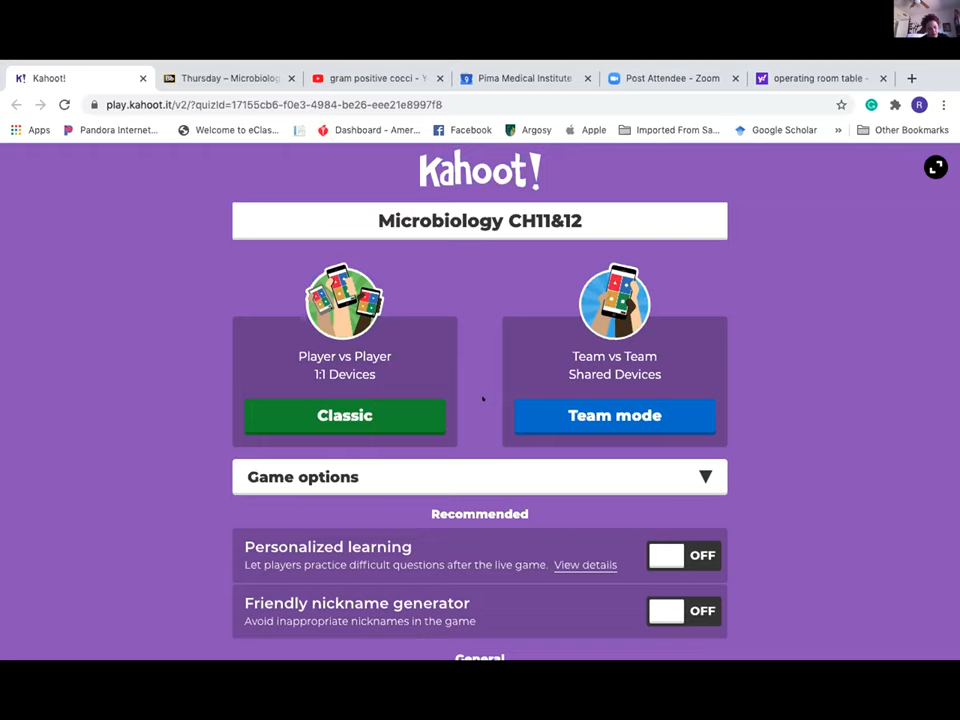 K! Kahoot!
Bb Thursday – Microbiolog
gram positive cocci - Y
Pima Medical Institute
Post Attendee - Zoom
operating room table -
play.kahoot.it/v2/?quizId=17155cb6-f0e3-4984-be26-eee21e8997f8
R
Apps
Pandora Internet...
Welcome to eClas...
Dashboard - Amer...
Facebook
Argosy
Apple
Imported From Sa...
Google Scholar
»
Other Bookmarks
Kahoot!
Microbiology CH11&12
Player vs Player
1:1 Devices
Classic
Team vs Team
Shared Devices
Team mode
Game options
Recommended
Personalized learning
Let players practice difficult questions after the live game. View details
OFF
Friendly nickname generator
Avoid inappropriate nicknames in the game
OFF
General